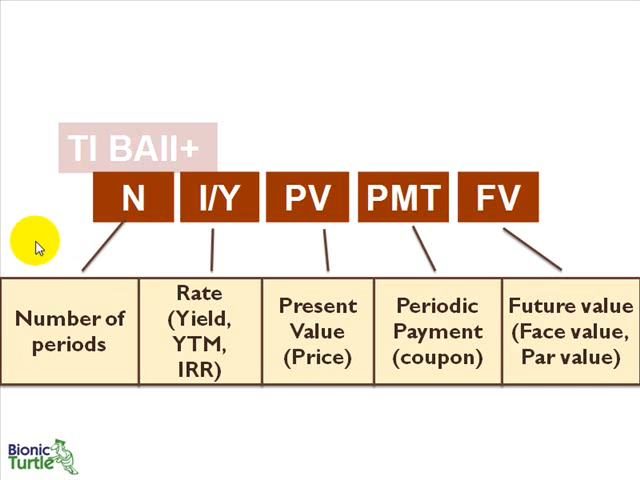 TI BAII+
N I/Y PV PMT FV
Number of
periods
Rate
(Yield,
YTM,
IRR)
Present
Value
(Price)
Periodic
Payment
(coupon)
Future value
(Face value,
Par value)
Bionic
Turtle